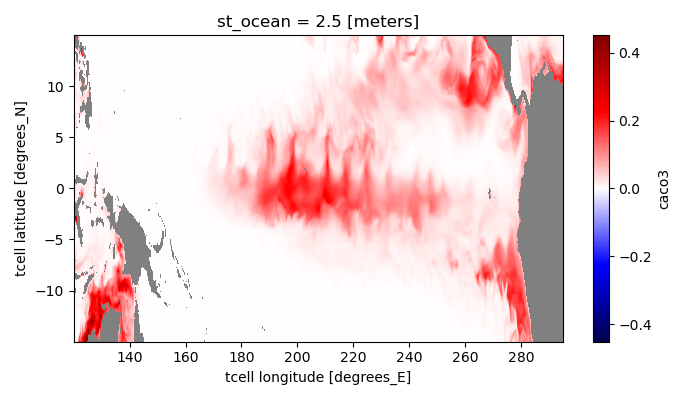 st_ocean = 2.5 [meters]
10
5
0
−5
−10
tcell latitude [degrees_N]
140 160 180 200 220 240 260 280
tcell longitude [degrees_E]
0.4
0.2
0.0
−0.2
−0.4
caco3